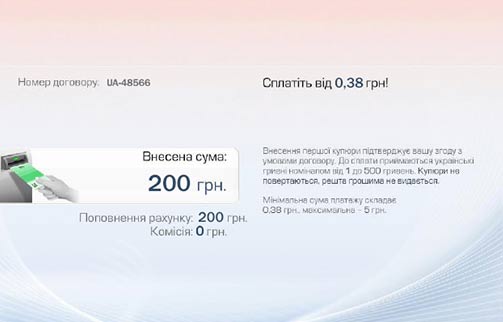 Номер договору: UA-48566
Сплатіть від 0,38 грн!
Внесена сума:
200 грн.
Поповнення рахунку: 200 грн.
Комісія: 0 грн.
Внесення першої купюри підтверджує вашу згоду з
умовами договору. До сплати приймаються українські
гривні номіналом від 1 до 500 гривень. Купюри не
повертаються, решта грошима не видається.
Мінімальна сума платежу складає
0,38 грн., максимальна – 5 грн.